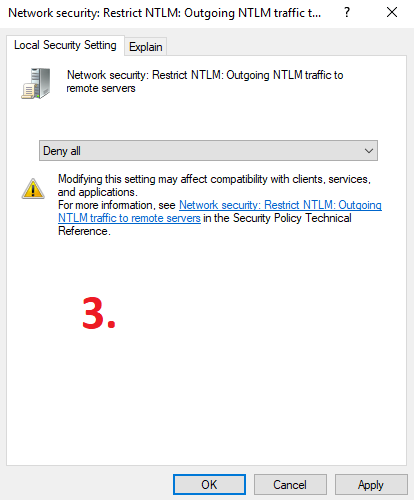 Network security: Restrict NTLM: Outgoing NTLM traffic t... ? ×
Local Security Setting Explain
Network security: Restrict NTLM: Outgoing NTLM traffic to
remote servers
Deny all
Modifying this setting may affect compatibility with clients, services,
and applications.
For more information, see Network security: Restrict NTLM: Outgoing
NTLM traffic to remote servers in the Security Policy Technical
Reference.
3.
OK Cancel Apply